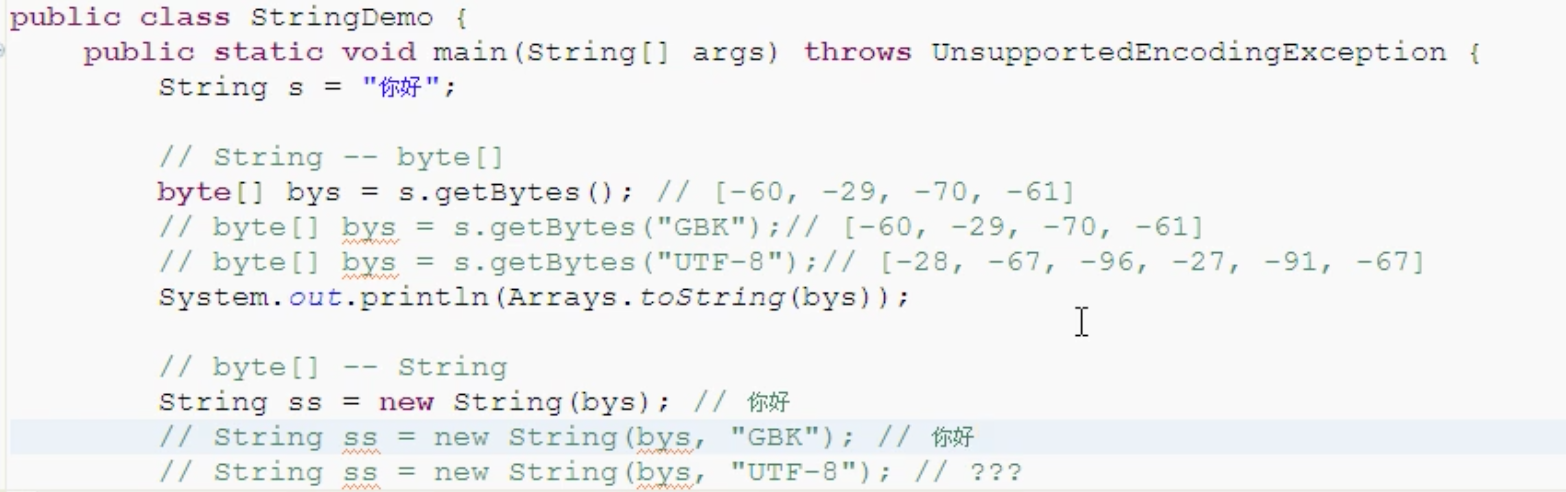 public class StringDemo {
public static void main(String[] args) throws UnsupportedEncodingException {
String s = "你好";
// String -- byte[]
byte[] bys = s.getBytes(); // [-60, -29, -70, -61]
// byte[] bys = s.getBytes("GBK");// [-60, -29, -70, -61]
// byte[] bys = s.getBytes("UTF-8");// [-28, -67, -96, -27, -91, -67]
System.out.println(Arrays.toString(bys));
// byte[] -- String
String ss = new String(bys); // 你好
// String ss = new String(bys, "GBK"); // 你好
// String ss = new String(bys, "UTF-8"); // ???